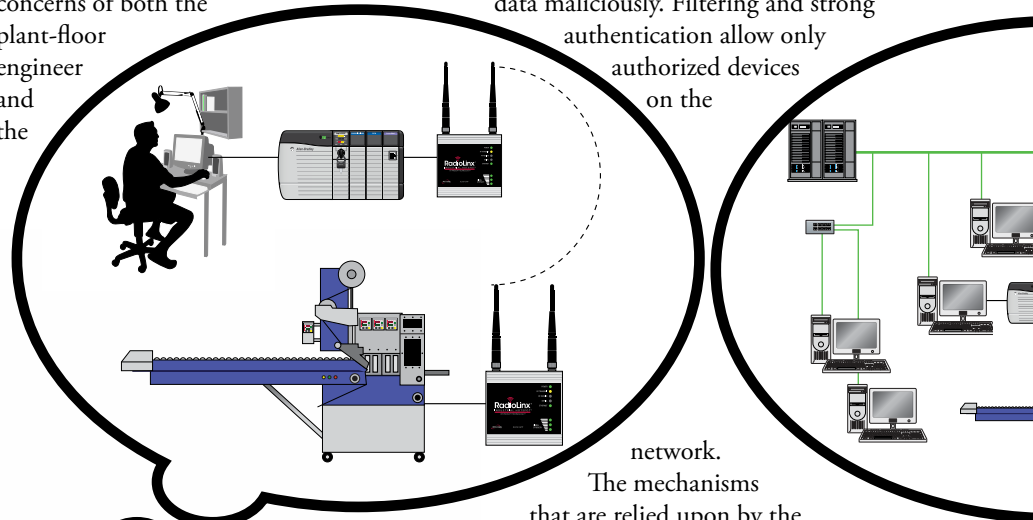 concerns of both the
plant-floor
engineer
and
the
data maliciously. Filtering and strong
authentication allow only
authorized devices
on the
network.
The mechanisms
that are relied upon by the
RadioLinx
RadioLinx